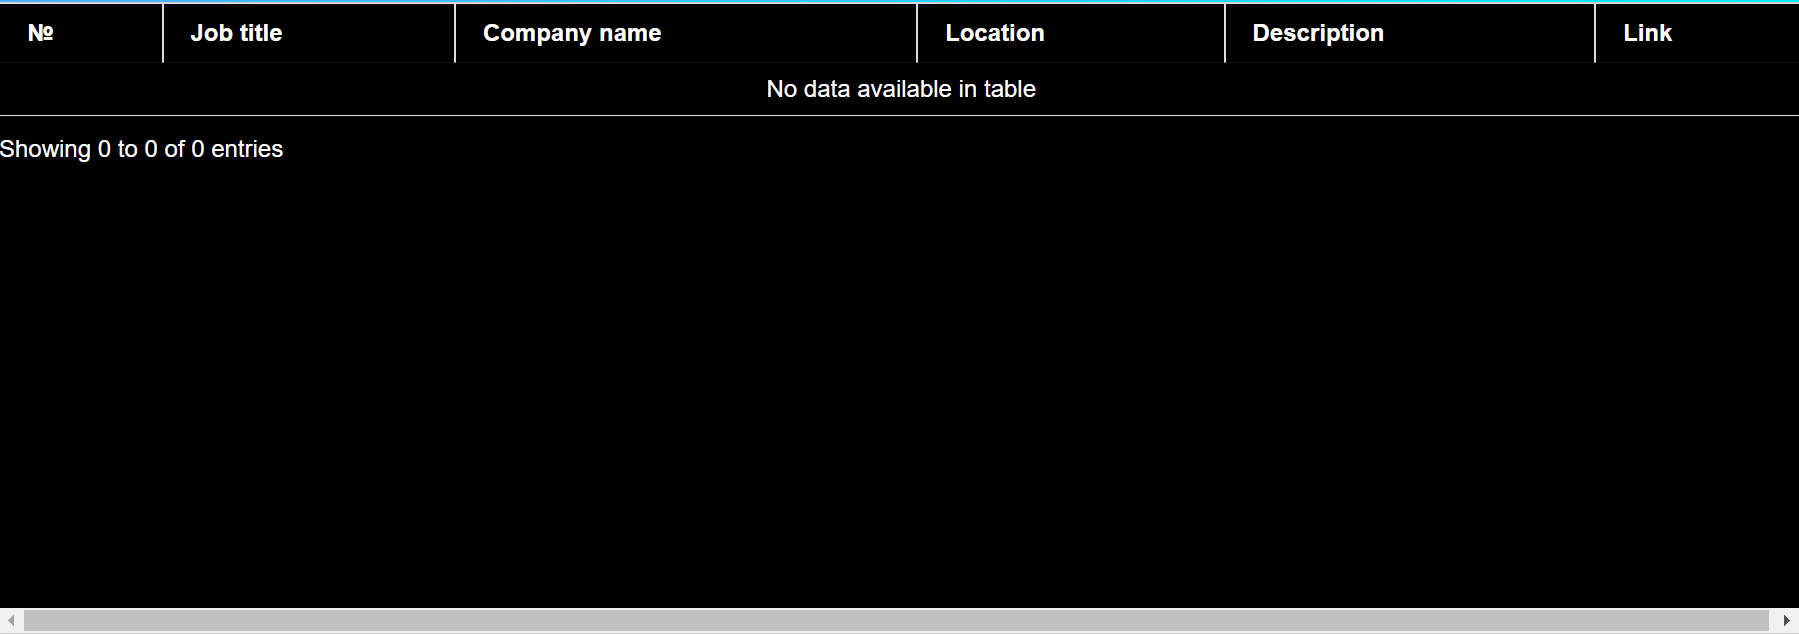 № Job title Company name Location Description Link
No data available in table
Showing 0 to 0 of 0 entries